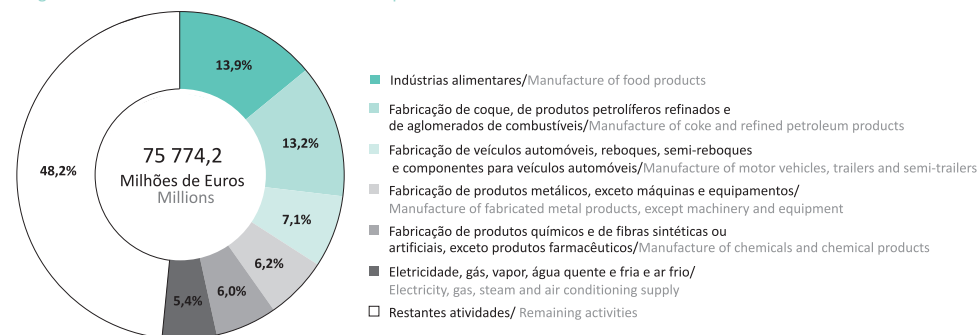 13,9%
13,2%
7,1%
6,2%
6,0%
5,4%
48,2%
75 774,2
Milhões de Euros
Millions
Indústrias alimentares/Manufacture of food products
Fabricação de coque, de produtos petrolíferos refinados e
de aglomerados de combustíveis/Manufacture of coke and refined petroleum products
Fabricação de veículos automóveis, reboques, semi-reboques
e componentes para veículos automóveis/Manufacture of motor vehicles, trailers and semi-trailers
Fabricação de produtos metálicos, exceto máquinas e equipamentos/
Manufacture of fabricated metal products, except machinery and equipment
Fabricação de produtos químicos e de fibras sintéticas ou
artificiais, exceto produtos farmacêuticos/Manufacture of chemicals and chemical products
Eletricidade, gás, vapor, água quente e fria e ar frio/
Electricity, gas, steam and air conditioning supply
Restantes atividades/ Remaining activities